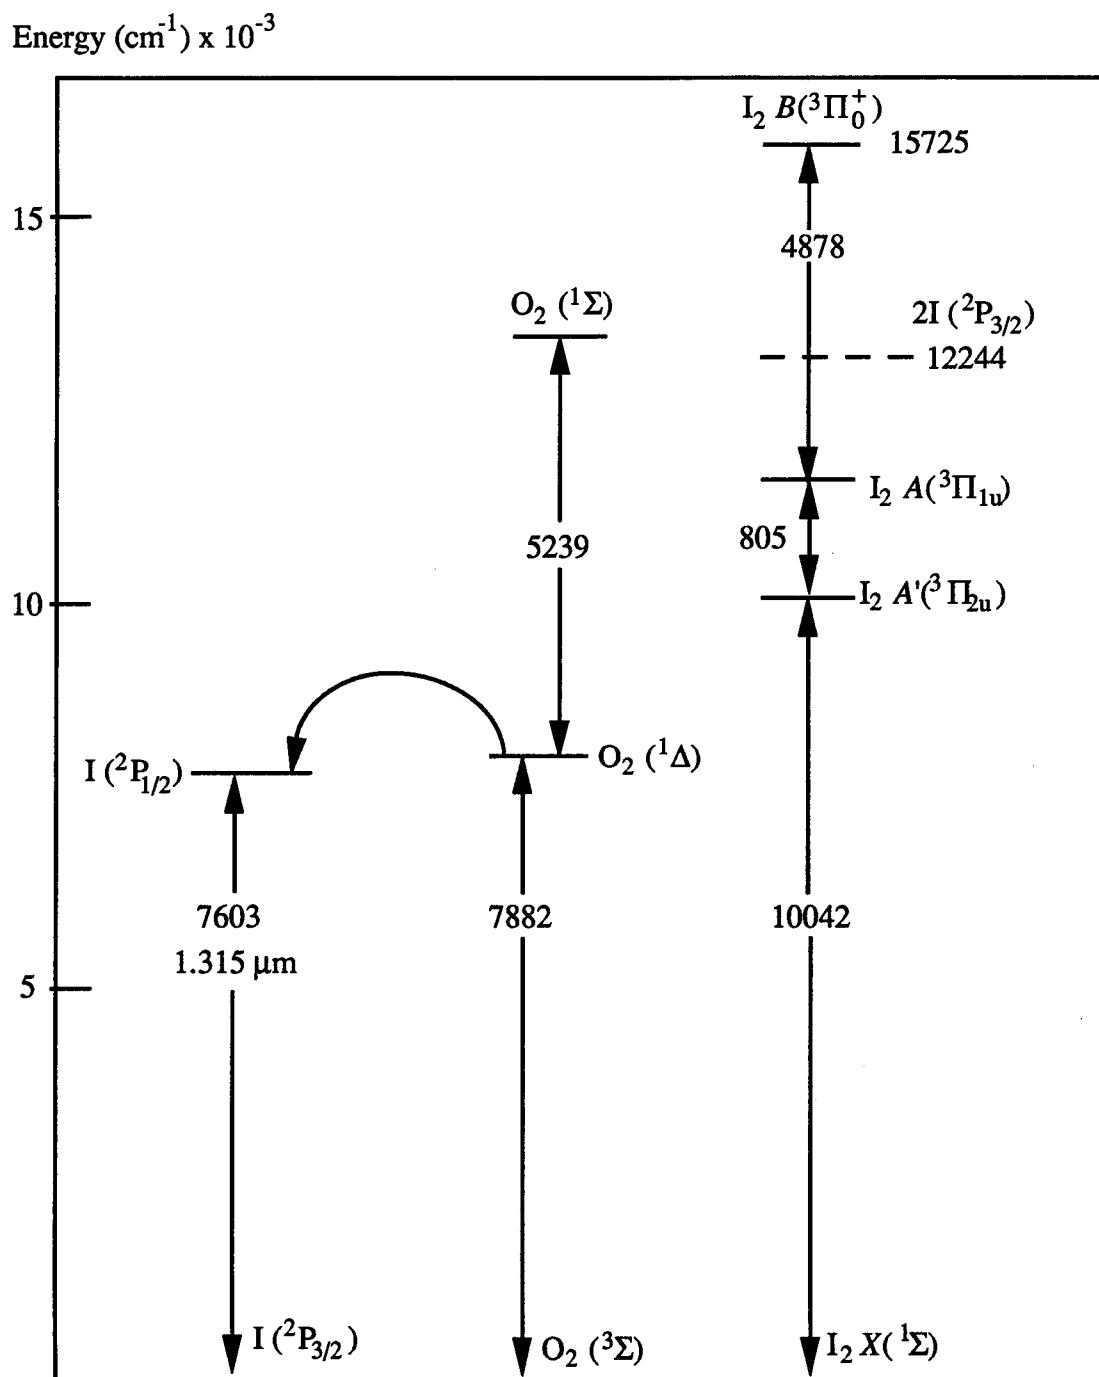 Energy (cm⁻¹) x 10⁻³
I₂ B(³Π₀⁺)
15725
15
4878
O₂ (¹Σ)
2I (²P₃/₂)
12244
I₂ A(³Π₁ᵤ)
5239
805
10
I₂ A'(³Π₂ᵤ)
I (²P₁/₂)
O₂ (¹Δ)
7603
7882
10042
1.315 μm
5
I (²P₃/₂)
O₂ (³Σ)
I₂ X(¹Σ)